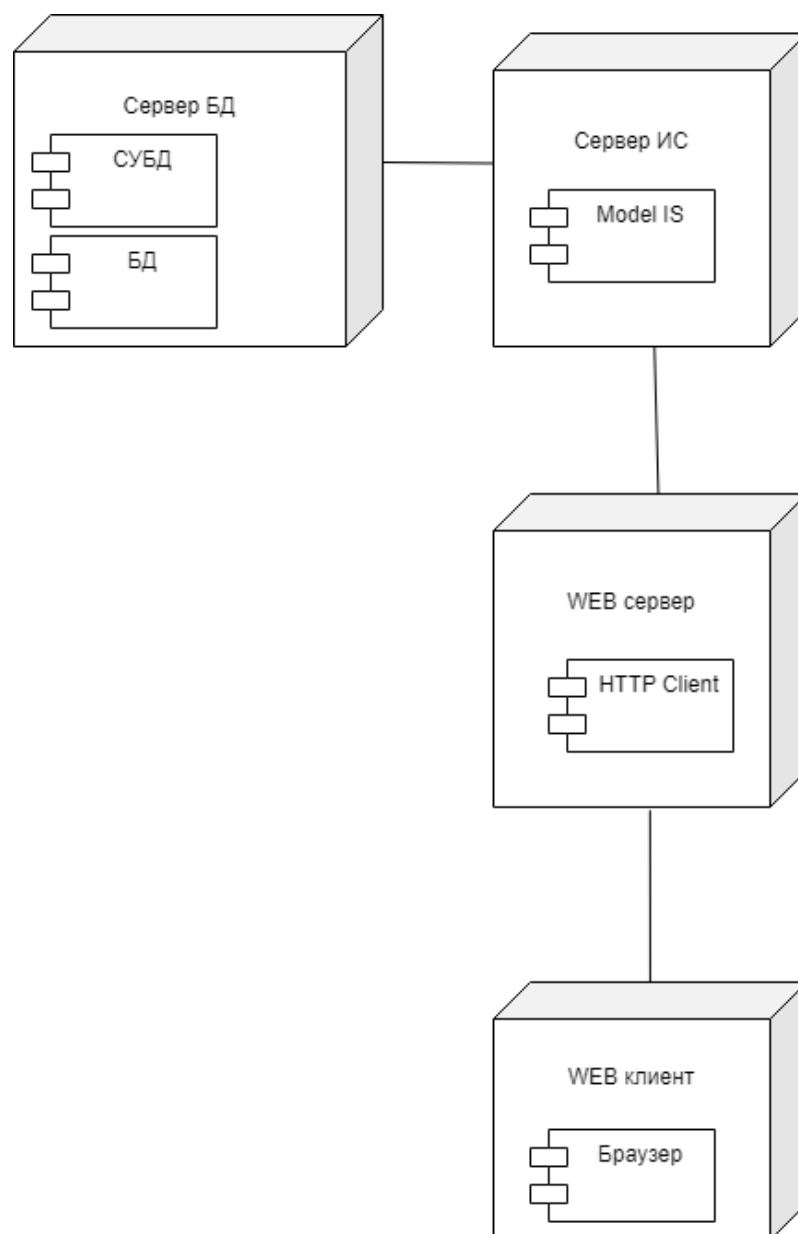 Сервер БД
СУБД
БД
Сервер ИС
Model IS
WEB сервер
HTTP Client
WEB клиент
Браузер